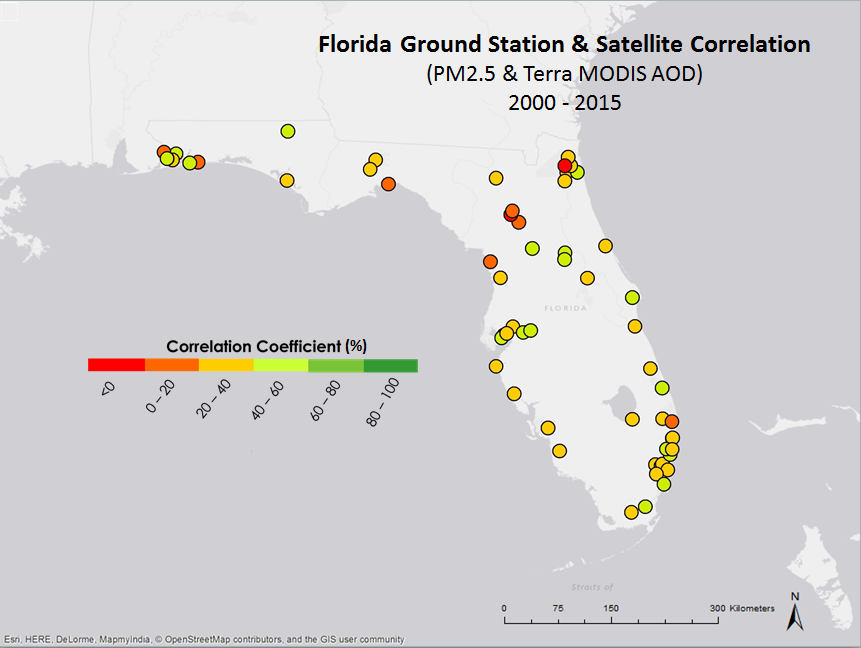 Florida Ground Station & Satellite Correlation
(PM2.5 & Terra MODIS AOD)
2000 - 2015
FLORIDA
Correlation Coefficient (%)
<0
0 – 20
20 – 40
40 – 60
60 – 80
80 – 100
Straits of
N
0 75 150 300 Kilometers
Esri, HERE, DeLorme, MapmyIndia, © OpenStreetMap contributors, and the GIS user community